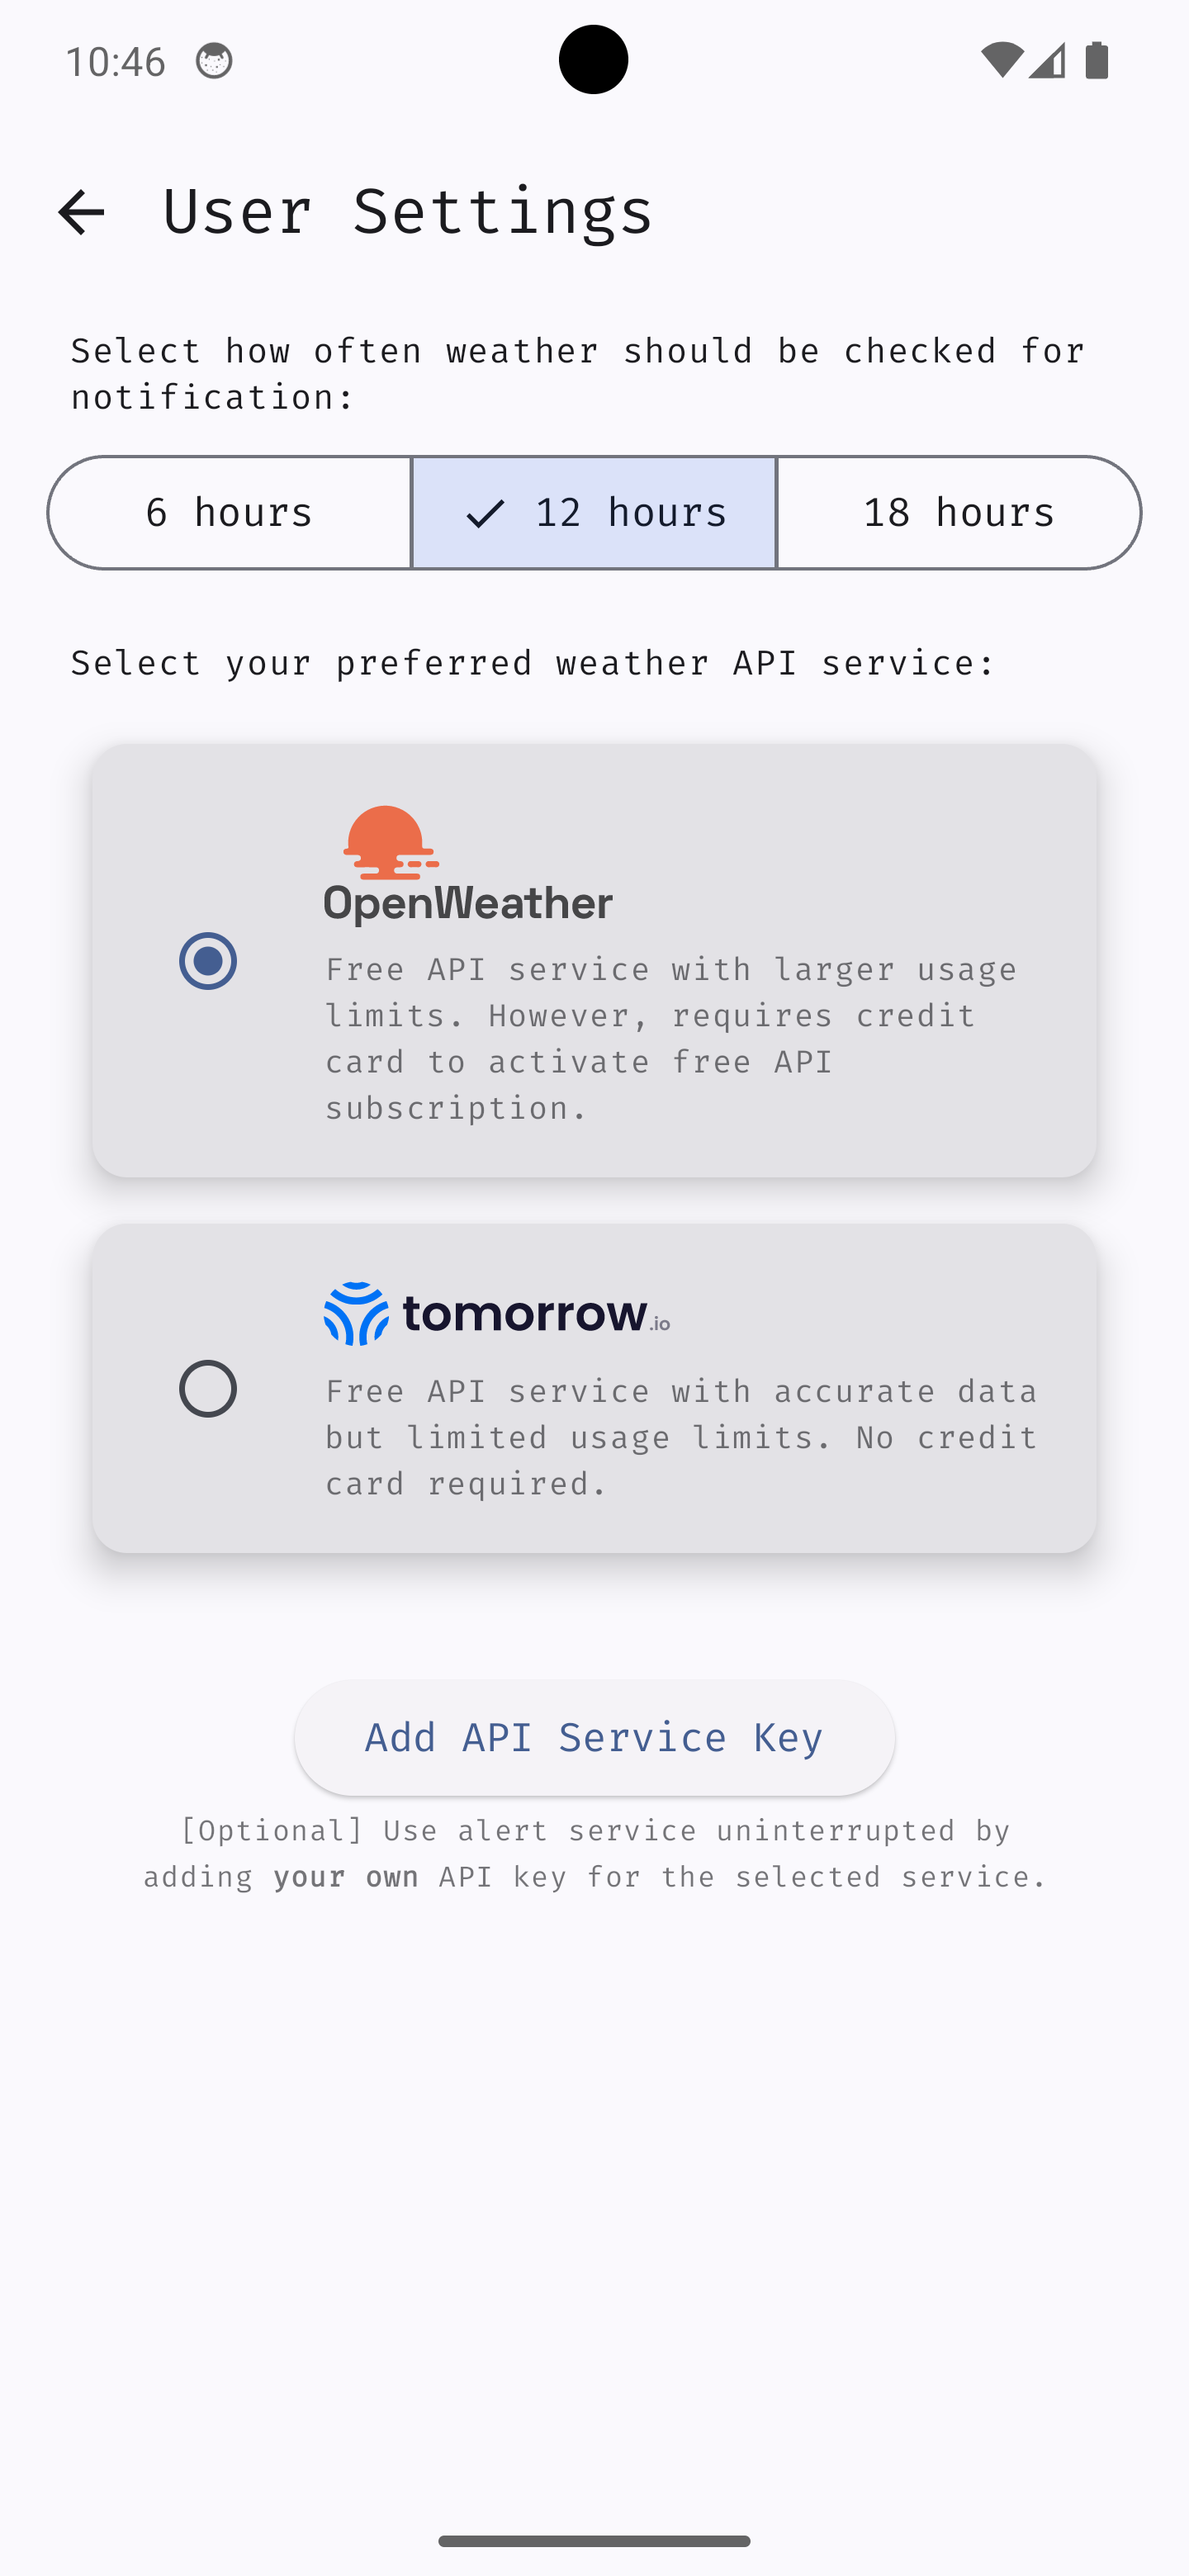 10:46
User Settings
Select how often weather should be checked for
notification:
6 hours
12 hours
18 hours
Select your preferred weather API service:
OpenWeather
Free API service with larger usage
limits. However, requires credit
card to activate free API
subscription.
tomorrow.io
Free API service with accurate data
but limited usage limits. No credit
card required.
Add API Service Key
[Optional] Use alert service uninterrupted by
adding your own API key for the selected service.